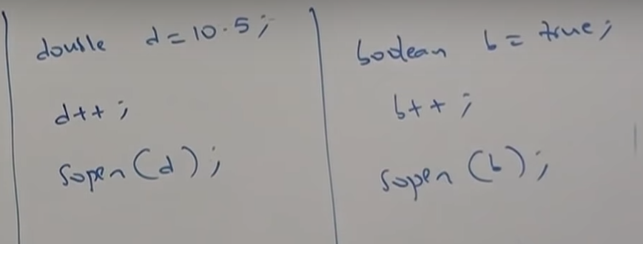 double d = 10.5;
d++;
sopen(d);
boolean b = true;
b++;
sopen(b);